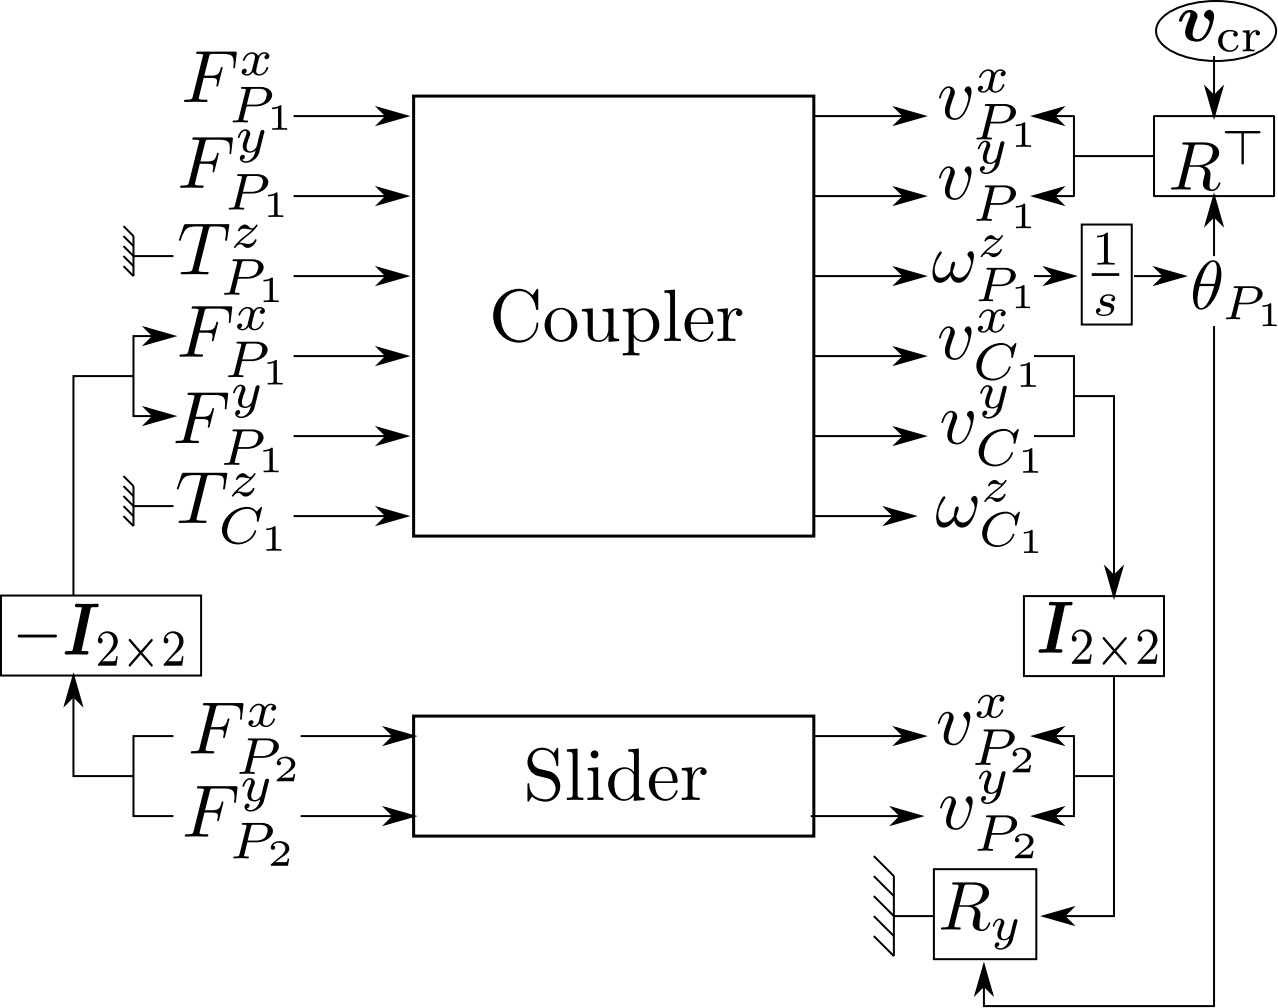 v_cr
F^x_{P_1} v^x_{P_1}
F^y_{P_1} v^y_{P_1} R^⊤
T^z_{P_1} ω^z_{P_1} 1/s θ_{P_1}
Coupler
F^x_{P_1} v^x_{C_1}
F^y_{P_1} v^y_{C_1}
T^z_{C_1} ω^z_{C_1}
−I_{2×2} I_{2×2}
F^x_{P_2} v^x_{P_2}
Slider
F^y_{P_2} v^y_{P_2}
R_y